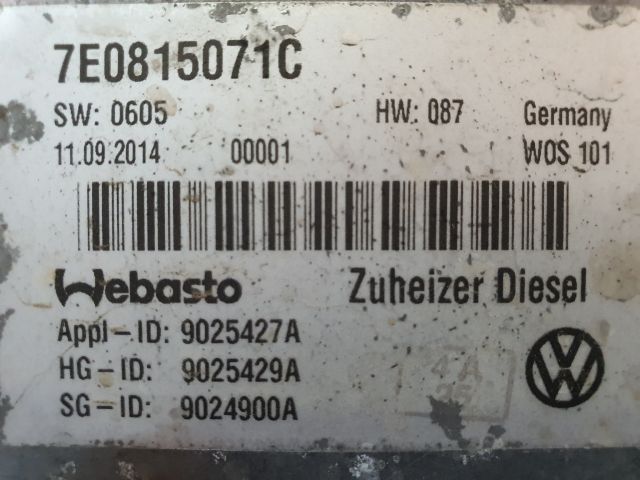 7E0815071C
SW: 0605 HW: 087 Germany
11.09.2014 00001 WOS 101
Webasto Zuheizer Diesel
Appl-ID: 9025427A
HG-ID: 9025429A
SG-ID: 9024900A
4A